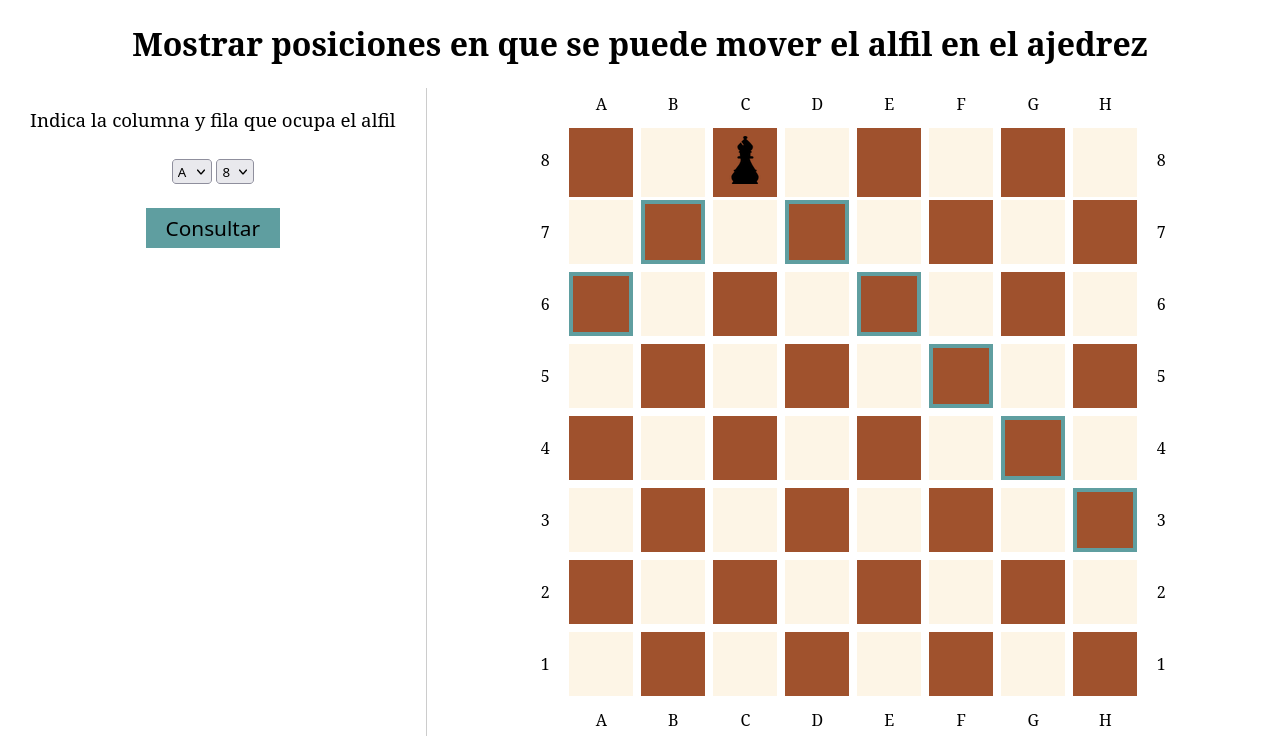 Mostrar posiciones en que se puede mover el alfil en el ajedrez
Indica la columna y fila que ocupa el alfil
A 8
Consultar
A B C D E F G H
8 8
7 7
6 6
5 5
4 4
3 3
2 2
1 1
A B C D E F G H